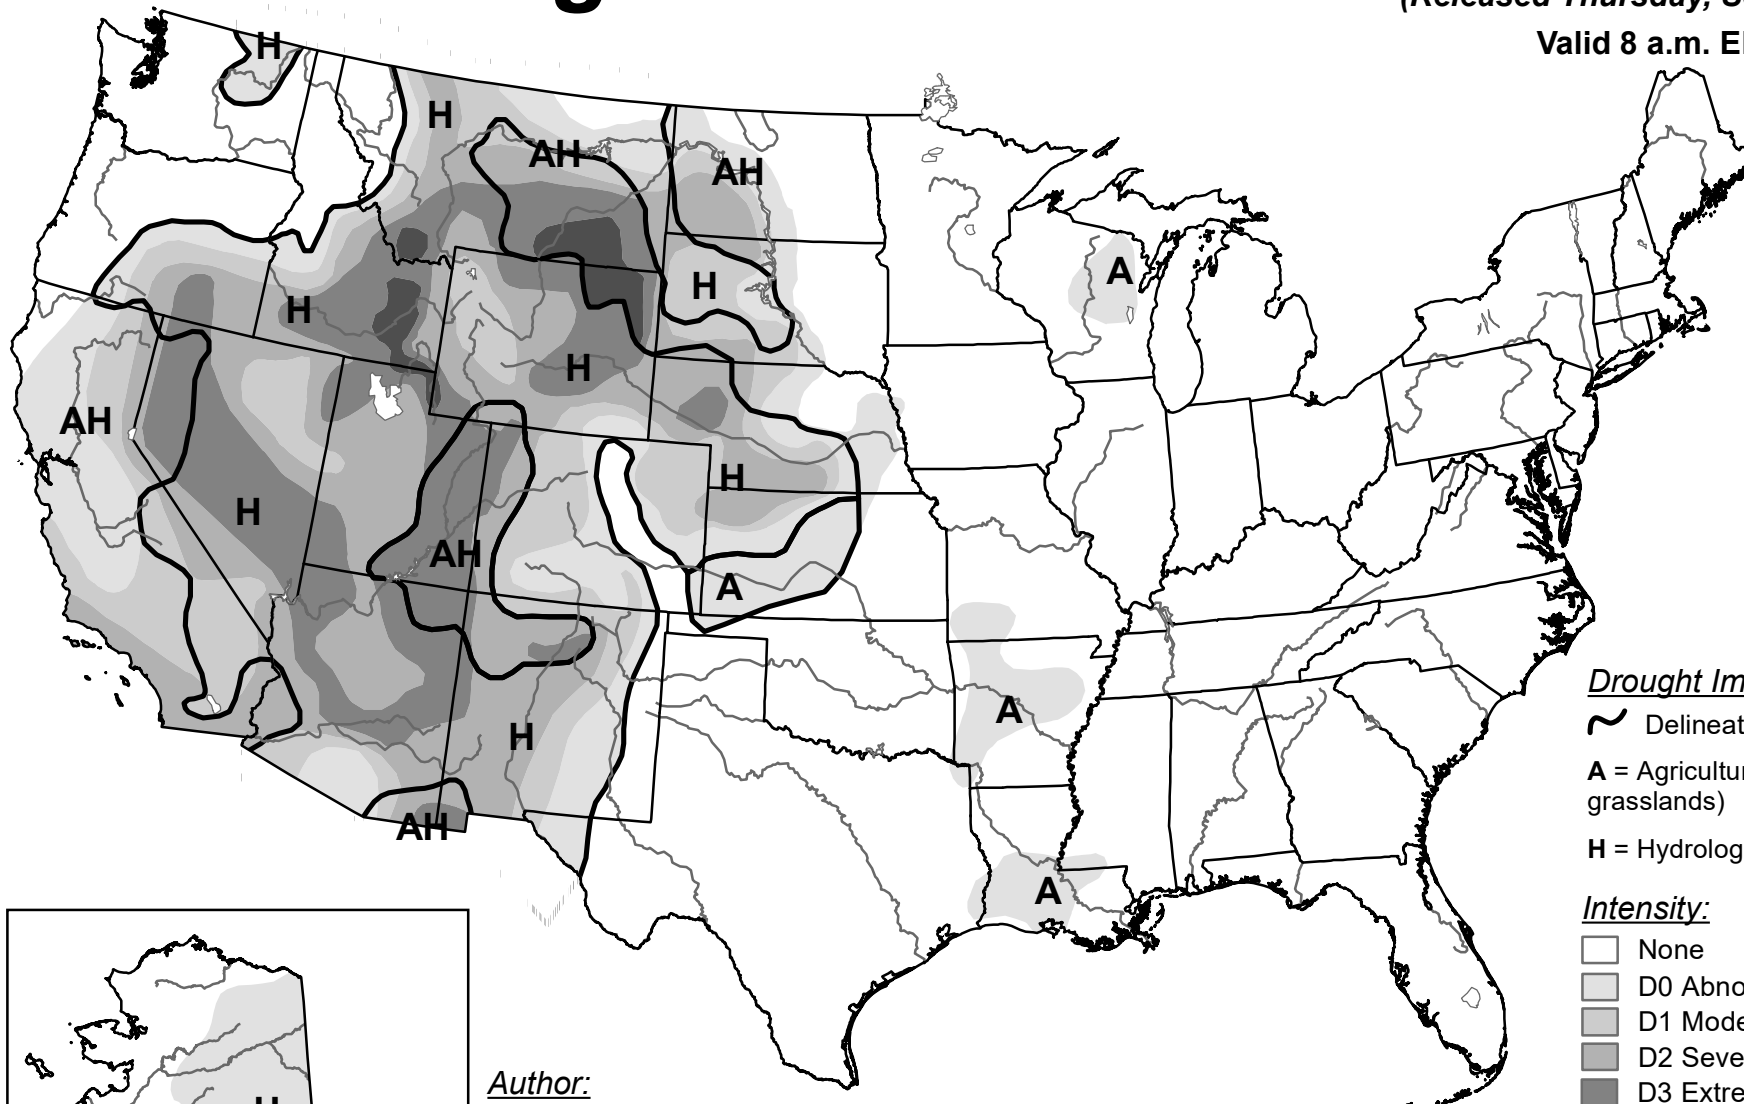 (Released Thursday, S
Valid 8 a.m. E
H
H
AH
AH
H
H
H
AH
H
H
AH
A
H
AH
A
A
A
H
Drought Im
Delineat
A = Agricultu
grasslands)
H = Hydrolog
Intensity:
None
D0 Abno
D1 Mode
D2 Seve
D3 Extre
Author: